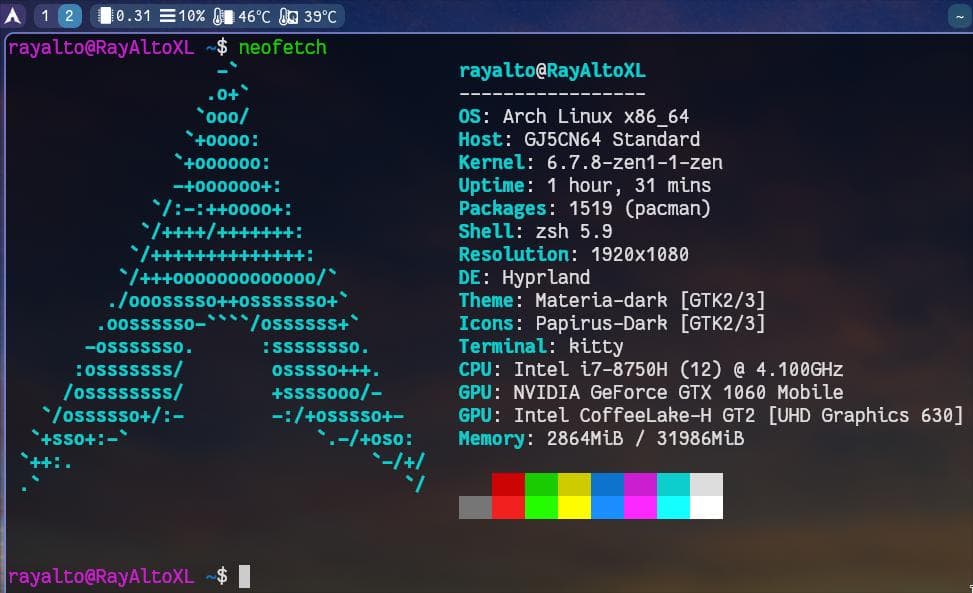 1 2 0.31 10% 46°C 39°C ~
rayalto@RayAltoXL ~$ neofetch
-`
.o+`
`ooo/
`+oooo:
`+oooooo:
-+oooooo+:
`/:-:++oooo+:
`/++++/+++++++:
`/++++++++++++++:
`/+++ooooooooooooo/`
./ooosssso++osssssso+`
.oossssso-````/ossssss+`
-osssssso. :ssssssso.
:osssssss/ osssso+++.
/ossssssss/ +ssssooo/-
`/ossssso+/:- -:/+osssso+-
`+sso+:-` `.-/+oso:
`++:. `-/+/
.` `/
rayalto@RayAltoXL
-----------------
OS: Arch Linux x86_64
Host: GJ5CN64 Standard
Kernel: 6.7.8-zen1-1-zen
Uptime: 1 hour, 31 mins
Packages: 1519 (pacman)
Shell: zsh 5.9
Resolution: 1920x1080
DE: Hyprland
Theme: Materia-dark [GTK2/3]
Icons: Papirus-Dark [GTK2/3]
Terminal: kitty
CPU: Intel i7-8750H (12) @ 4.100GHz
GPU: NVIDIA GeForce GTX 1060 Mobile
GPU: Intel CoffeeLake-H GT2 [UHD Graphics 630]
Memory: 2864MiB / 31986MiB
rayalto@RayAltoXL ~$